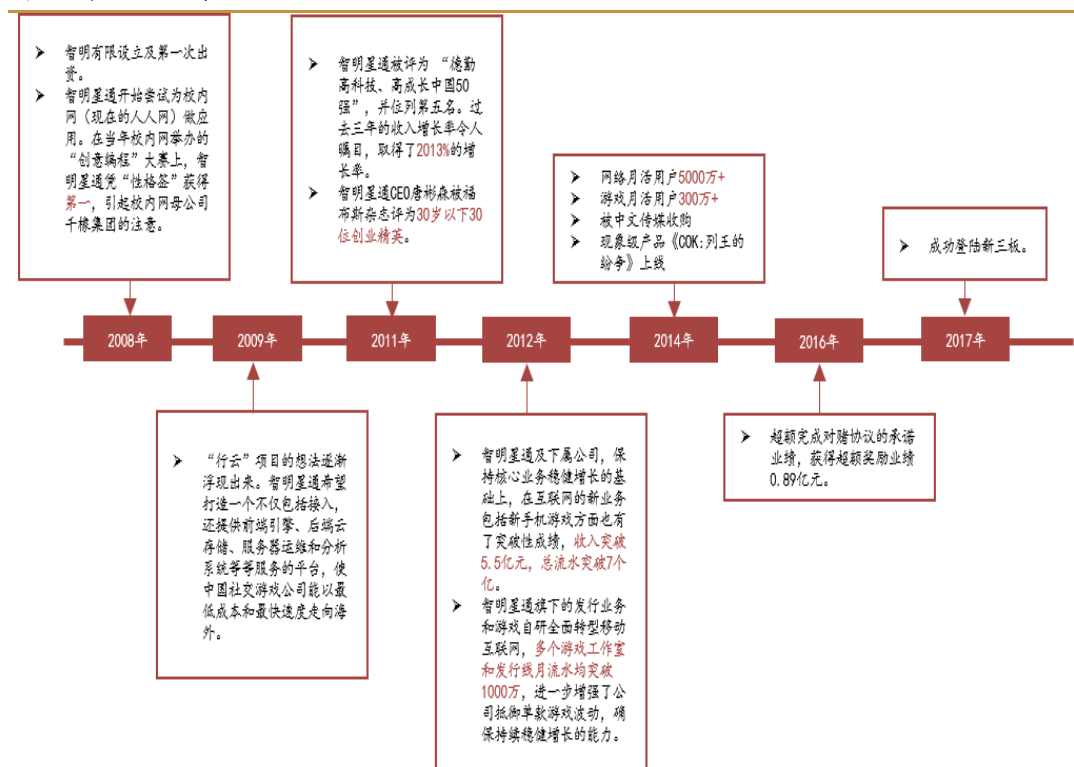 ➢ 智明有限设立及第一次出
资。
➢ 智明星通开始尝试为校内
网(现在的人人网)做应
用。在当年校内网举办的
“创意编程”大赛上，智
明星通凭“性格签”获得
第一，引起校内网母公司
千橡集团的注意。
➢ 智明星通被评为 “德勤
高科技、高成长中国50
强”，并位列第五名。过
去三年的收入增长率令人
瞩目，取得了2013%的增
长率。
➢ 智明星通CEO唐彬森被福
布斯杂志评为30岁以下30
位创业精英。
➢ 网络月活用户5000万+
➢ 游戏月活用户300万+
➢ 被中文传媒收购
➢ 现象级产品《COK:列王的
纷争》上线
➢ 成功登陆新三板。
2008年
2009年
2011年
2012年
2014年
2016年
2017年
➢ “行云”项目的想法逐渐
浮现出来。智明星通希望
打造一个不仅包括接入，
还提供前端引擎、后端云
存储、服务器运维和分析
系统等等服务的平台，使
中国社交游戏公司能以最
低成本和最快速度走向海
外。
➢ 智明星通及下属公司，保
持核心业务稳健增长的基
础上，在互联网的新业务
包括新手机游戏方面也有
了突破性成绩，收入突破
5.5亿元，总流水突破7个
亿。
➢ 智明星通旗下的发行业务
和游戏自研全面转型移动
互联网，多个游戏工作室
和发行线月流水均突破
1000万，进一步增强了公
司抵御单款游戏波动，确
保持续稳健增长的能力。
➢ 超额完成对赌协议的承诺
业绩，获得超额奖励业绩
0.89亿元。